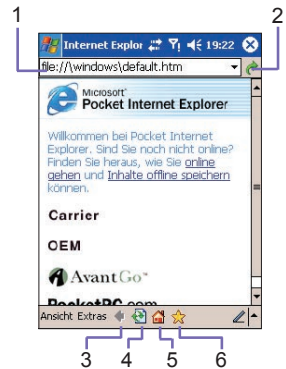 1
2
Internet Explor 19:22
file://windows\default.htm
Microsoft®
Pocket Internet Explorer
Willkommen bei Pocket Internet
Explorer. Sind Sie noch nicht online?
Finden Sie heraus, wie Sie online
gehen und Inhalte offline speichern
können.
Carrier
OEM
AvantGo™
PocketPC.com
Ansicht Extras
3
4
5
6